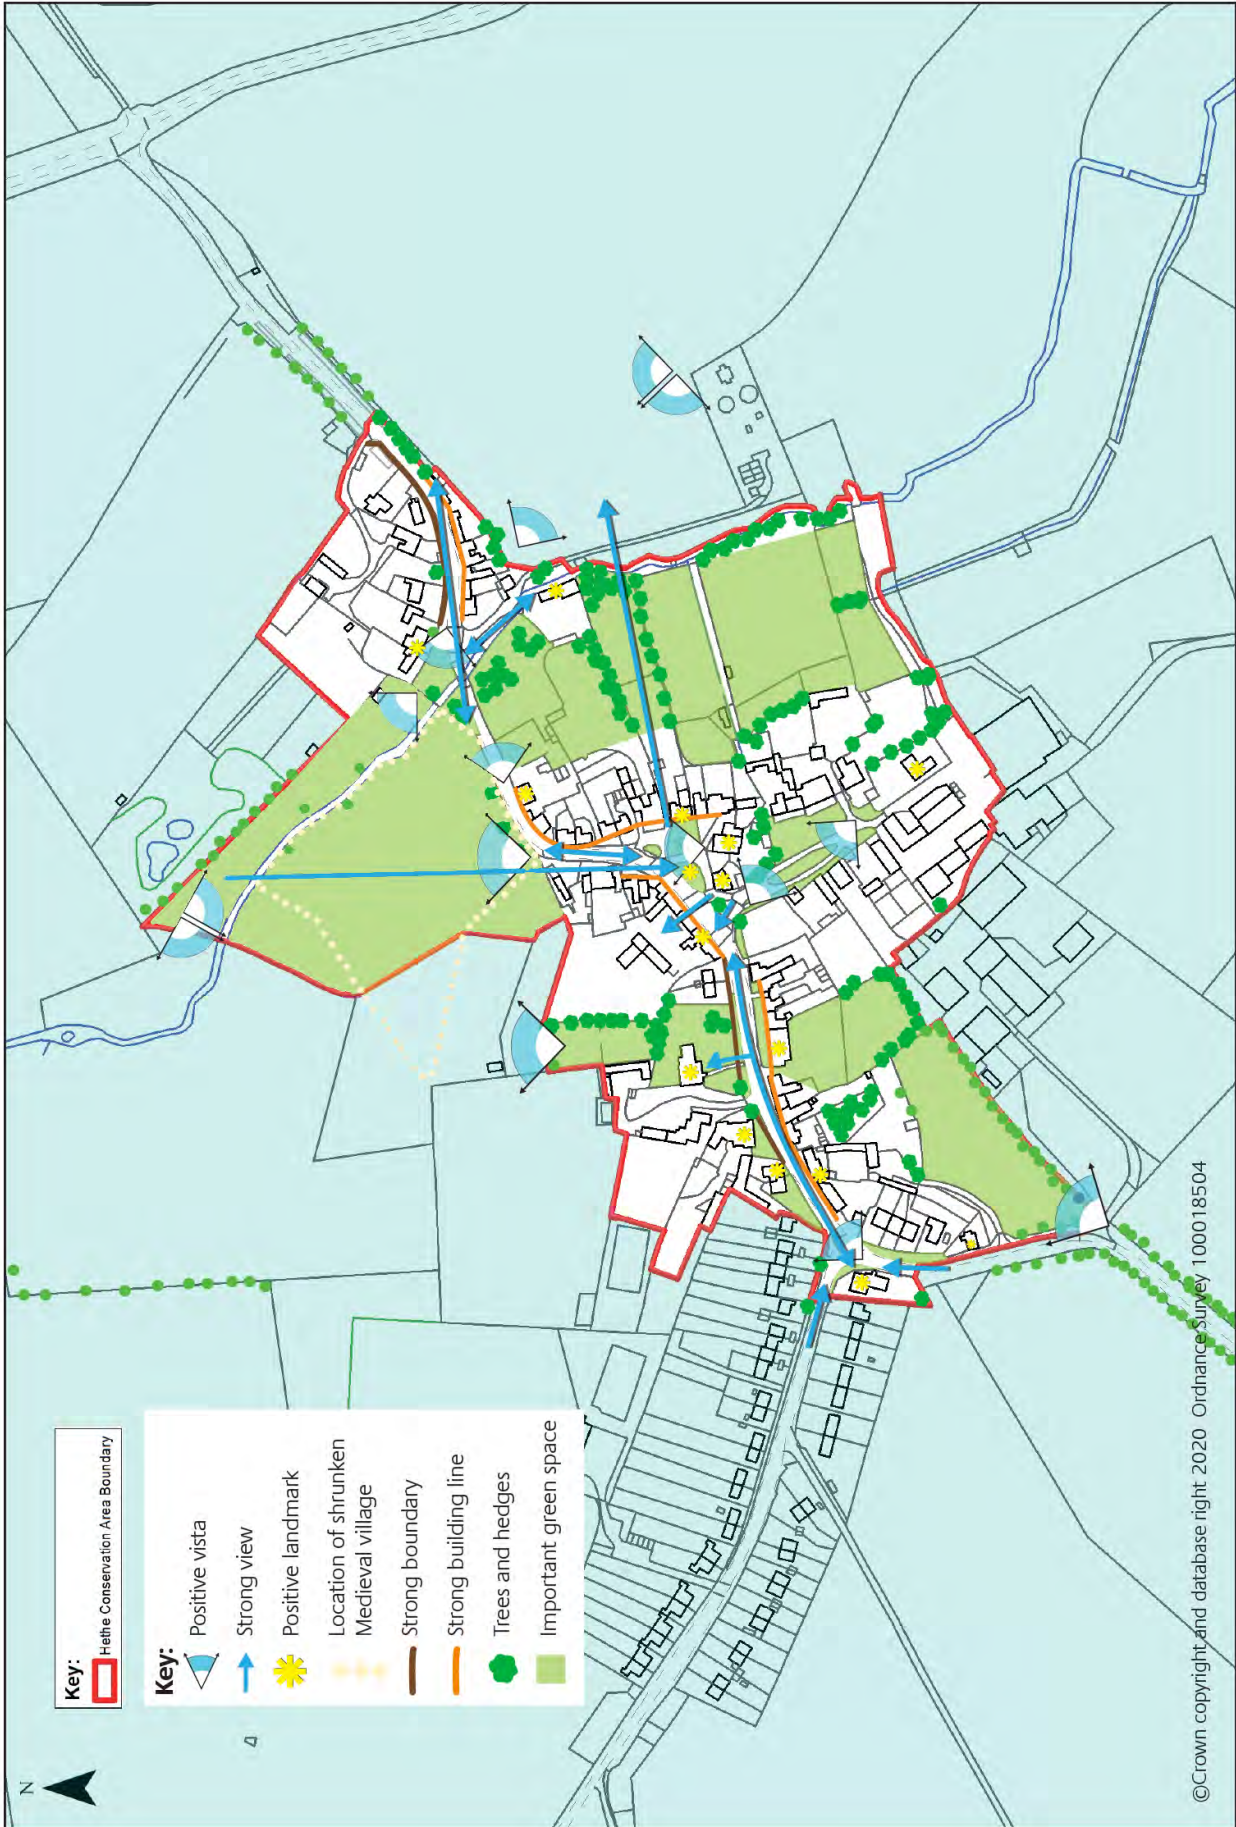 N
Key:
Hethe Conservation Area Boundary
Key:
Positive vista
Strong view
Positive landmark
Location of shrunken
Medieval village
Strong boundary
Strong building line
Trees and hedges
Important green space
©Crown copyright and database right 2020 Ordnance Survey 100018504